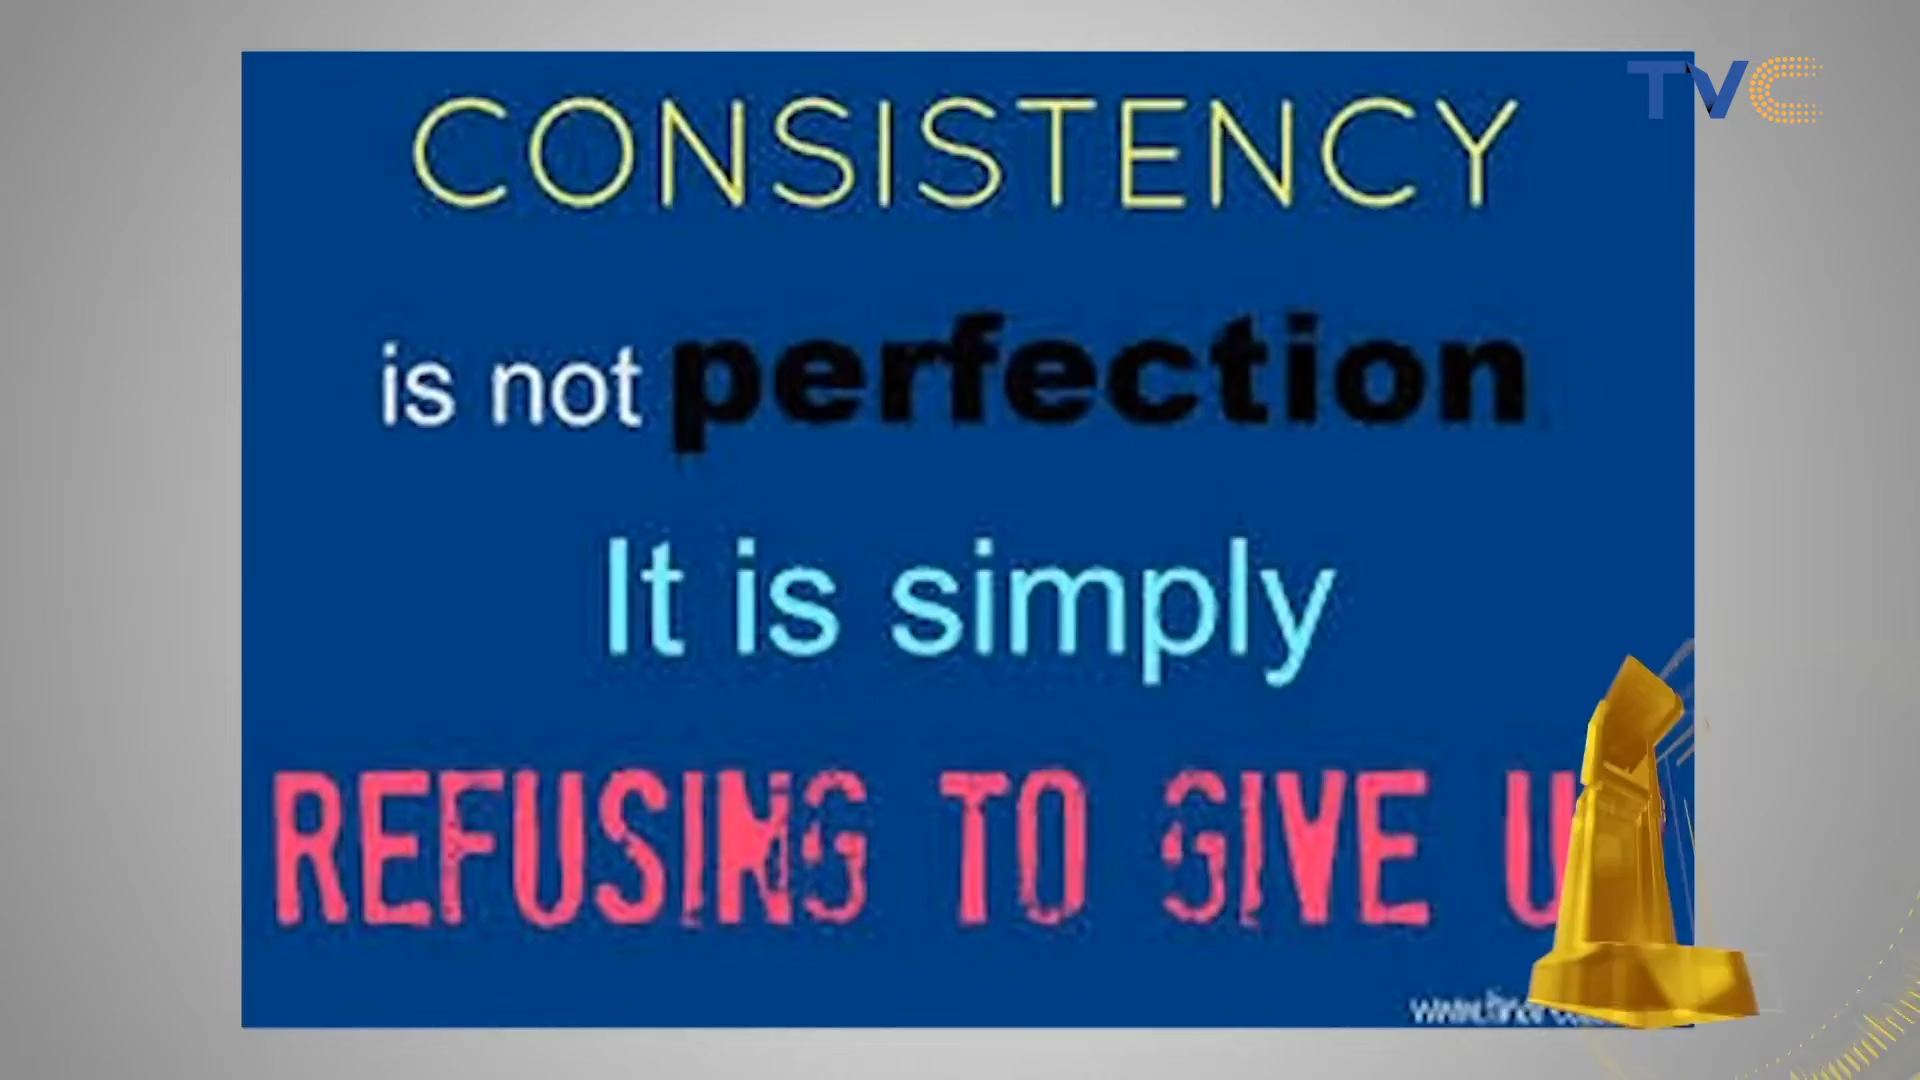 TVC
CONSISTENCY
is not perfection
It is simply
REFUSING TO GIVE